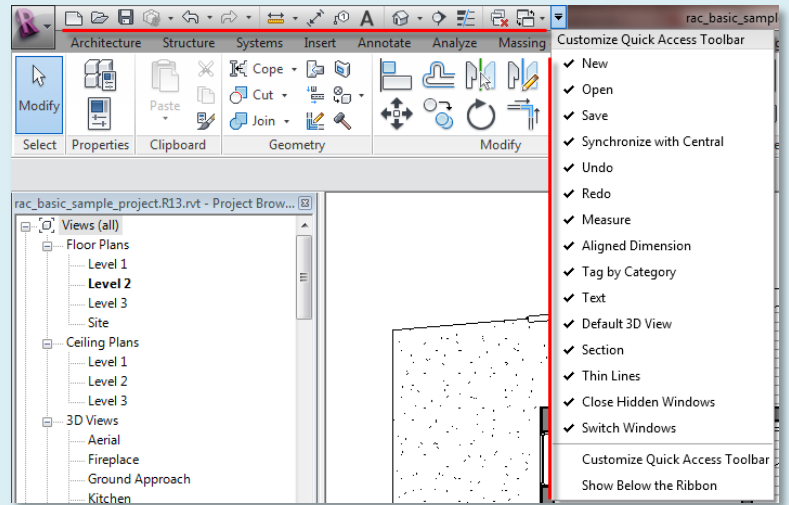 rac_basic_sampl
Architecture Structure Systems Insert Annotate Analyze Massing
Modify
Paste
Cope
Cut
Join
Select Properties Clipboard Geometry Modify
rac_basic_sample_project.R13.rvt - Project Brow...
Views (all)
Floor Plans
Level 1
Level 2
Level 3
Site
Ceiling Plans
Level 1
Level 2
Level 3
3D Views
Aerial
Fireplace
Ground Approach
Kitchen
Customize Quick Access Toolbar
New
Open
Save
Synchronize with Central
Undo
Redo
Measure
Aligned Dimension
Tag by Category
Text
Default 3D View
Section
Thin Lines
Close Hidden Windows
Switch Windows
Customize Quick Access Toolbar
Show Below the Ribbon